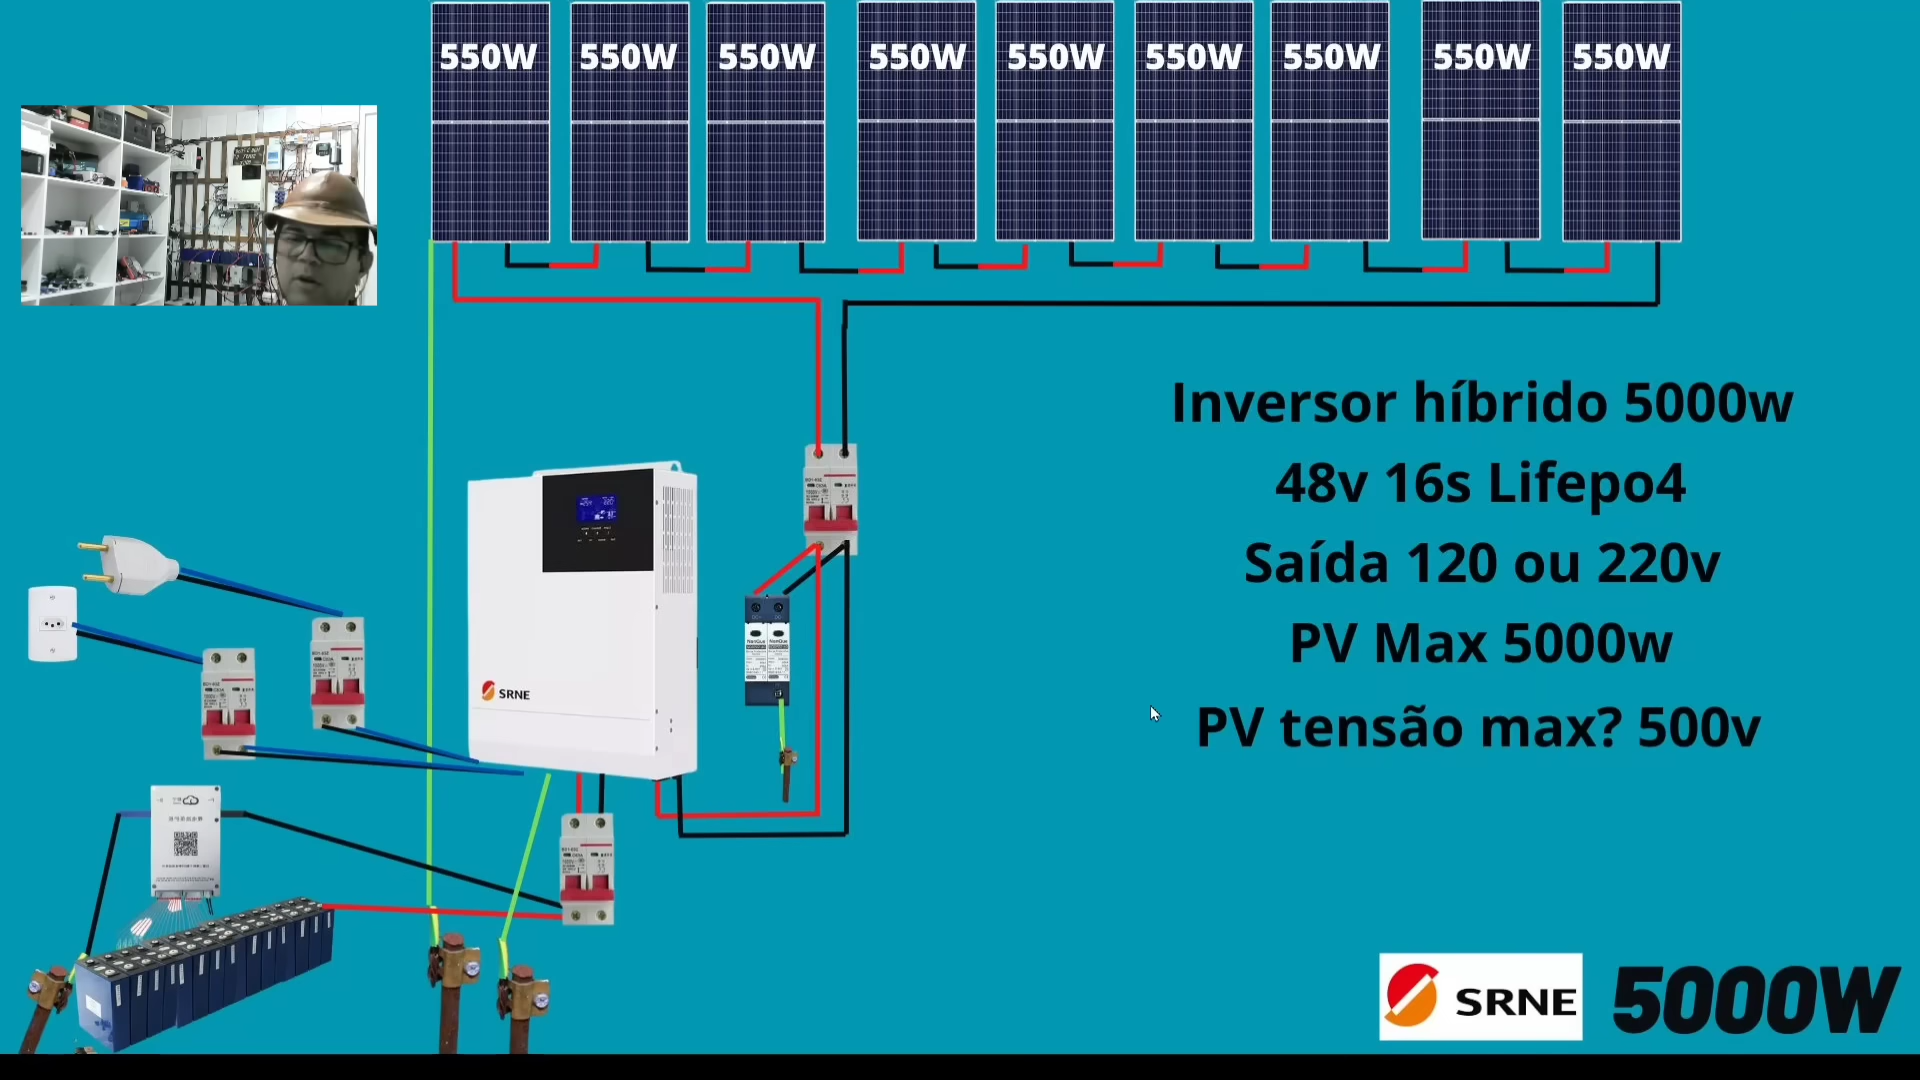 550W 550W 550W 550W 550W 550W 550W 550W 550W
Inversor híbrido 5000w
48v 16s Lifepo4
Saída 120 ou 220v
PV Max 5000w
PV tensão max? 500v
SRNE
SRNE 5000W